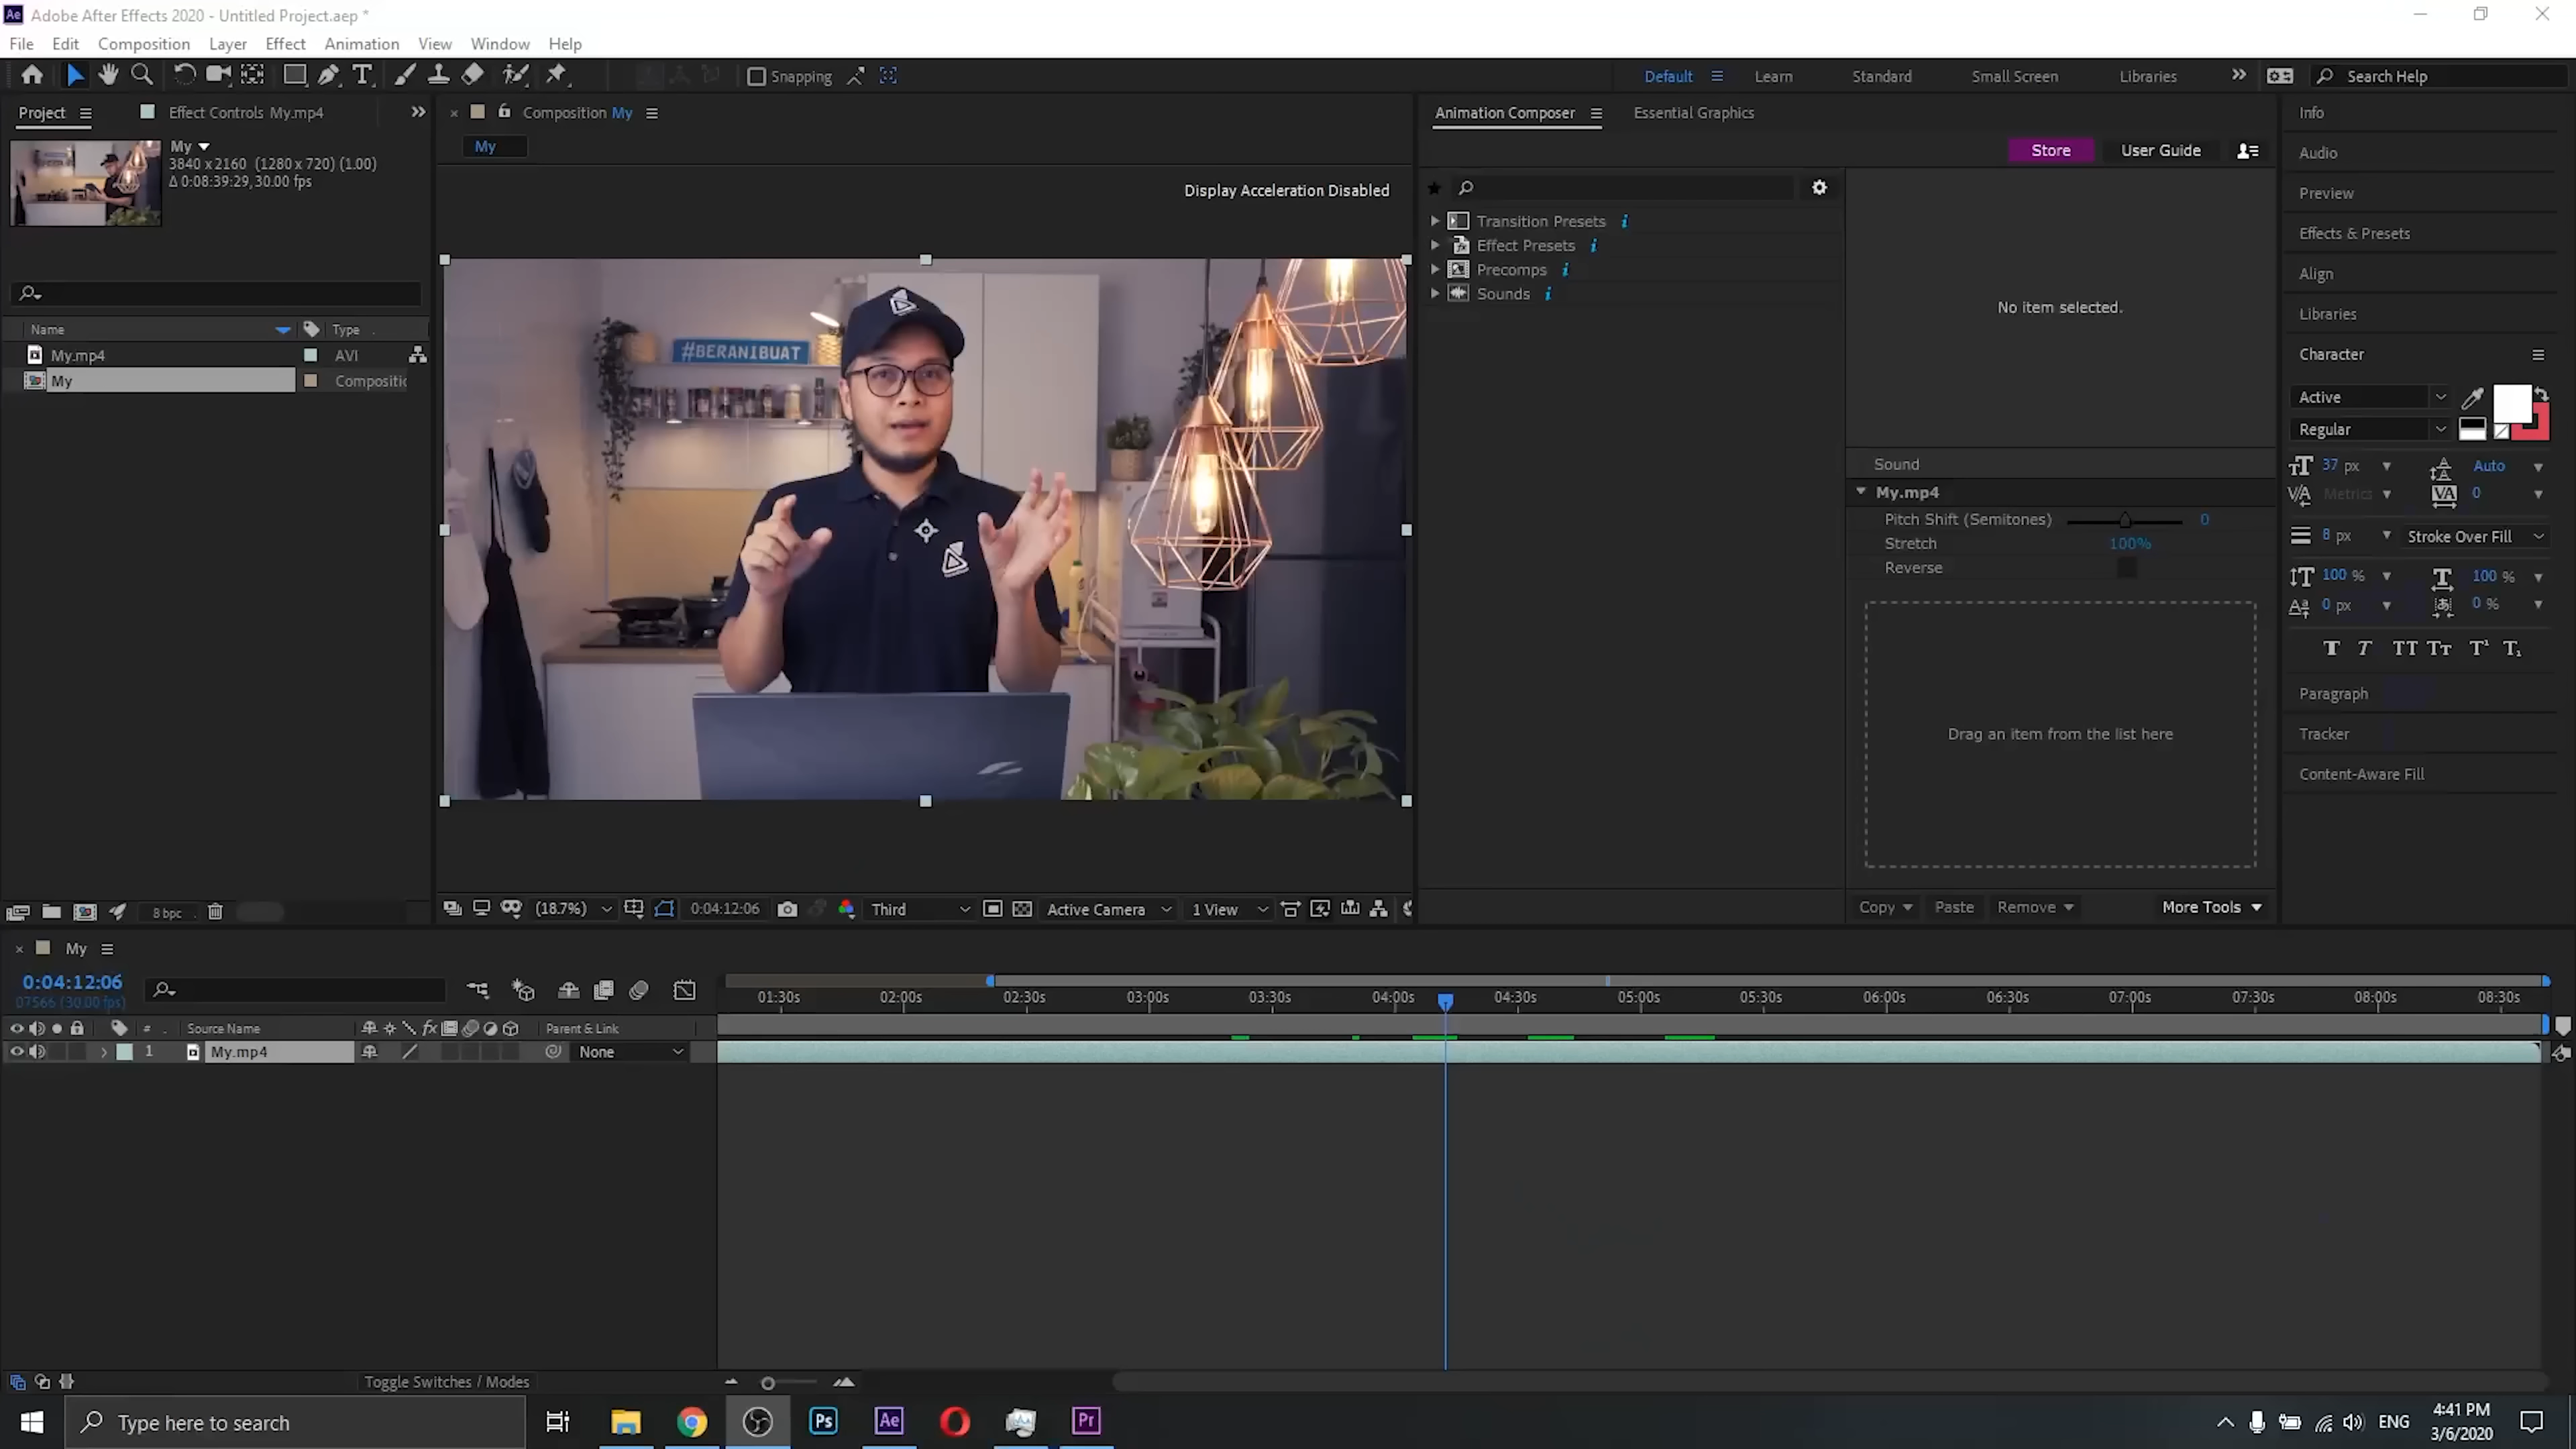 Adobe After Effects 2020 - Untitled Project.aep *
File Edit Composition Layer Effect Animation View Window Help
Snapping
Default Learn Standard Small Screen Libraries Search Help
Project Effect Controls My.mp4
My
3840 x 2160 (1280 x 720) (1.00)
Δ 0:08:39:29, 30.00 fps
Name Type
My.mp4 AVI
My Compositic
8 bpc
Composition My
My
Display Acceleration Disabled
#BERANIBUAT
(18.7%) 0:04:12:06 Third Active Camera 1 View
Animation Composer Essential Graphics
Store User Guide
Transition Presets i
Effect Presets i
Precomps i
Sounds i
No item selected.
Sound
My.mp4
Pitch Shift (Semitones) 0
Stretch 100%
Reverse
Drag an item from the list here
Copy Paste Remove More Tools
Info
Audio
Preview
Effects & Presets
Align
Libraries
Character
Active
Regular
37 px Auto
Metrics 0
8 px Stroke Over Fill
100 % 100 %
0 px 0 %
T T TT Tt T¹ T₁
Paragraph
Tracker
Content-Aware Fill
My
0:04:12:06
07566 (30.00 fps)
01:30s 02:00s 02:30s 03:00s 03:30s 04:00s 04:30s 05:00s 05:30s 06:00s 06:30s 07:00s 07:30s 08:00s 08:30s
# Source Name fx Parent & Link
1 My.mp4 None
Toggle Switches / Modes
Type here to search Ps Ae Pr ENG 4:41 PM
3/6/2020